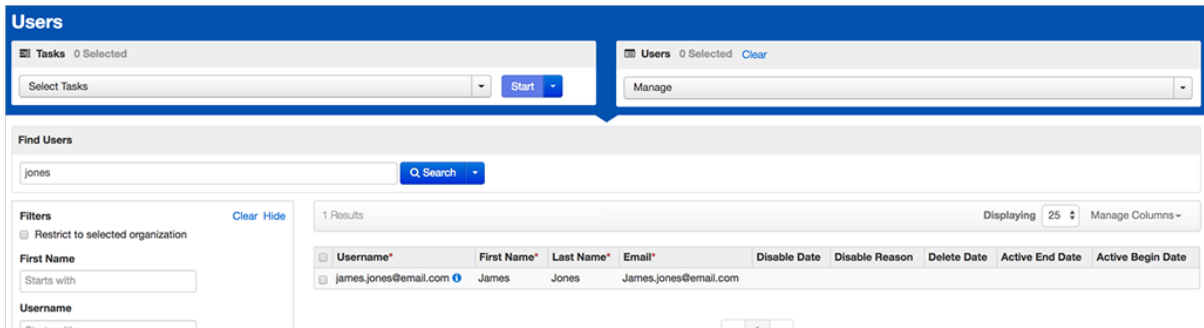 Users
Tasks 0 Selected
Users 0 Selected Clear
Select Tasks Start
Manage
Find Users
jones Search
Filters Clear Hide
1 Results Displaying 25 Manage Columns
Restrict to selected organization
First Name
Username* First Name* Last Name* Email* Disable Date Disable Reason Delete Date Active End Date Active Begin Date
Starts with
james.jones@email.com James Jones James.jones@email.com
Username